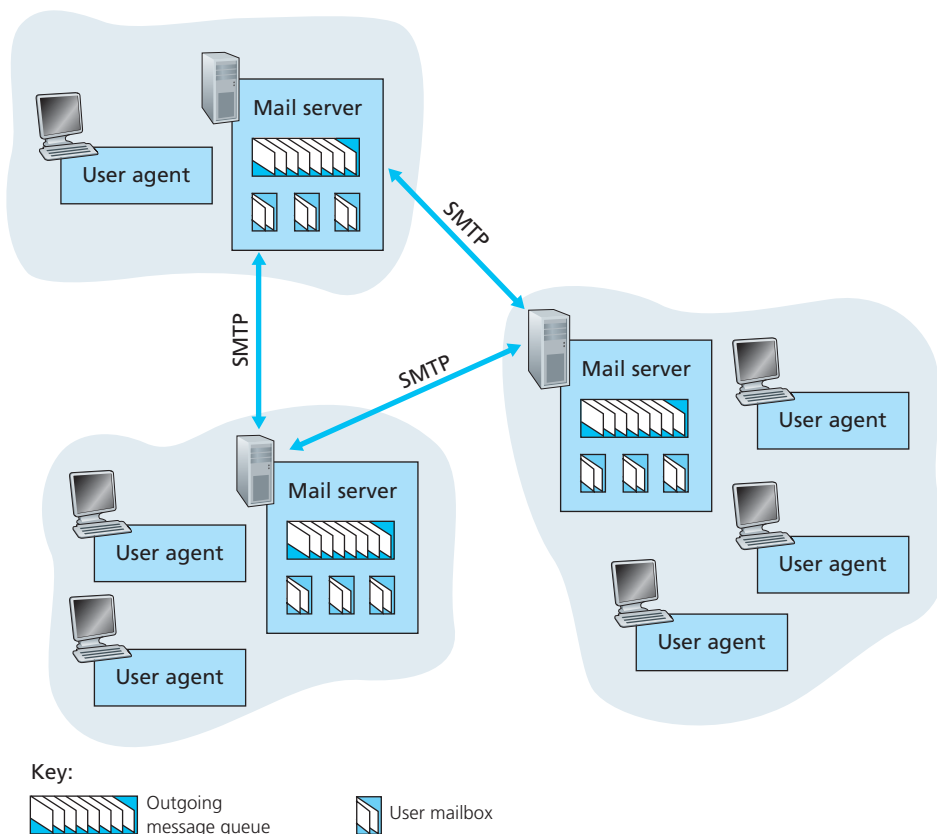 Mail server
User agent
SMTP
SMTP
SMTP
Mail server
User agent
User agent
User agent
Mail server
User agent
User agent
Key:
Outgoing
message queue
User mailbox